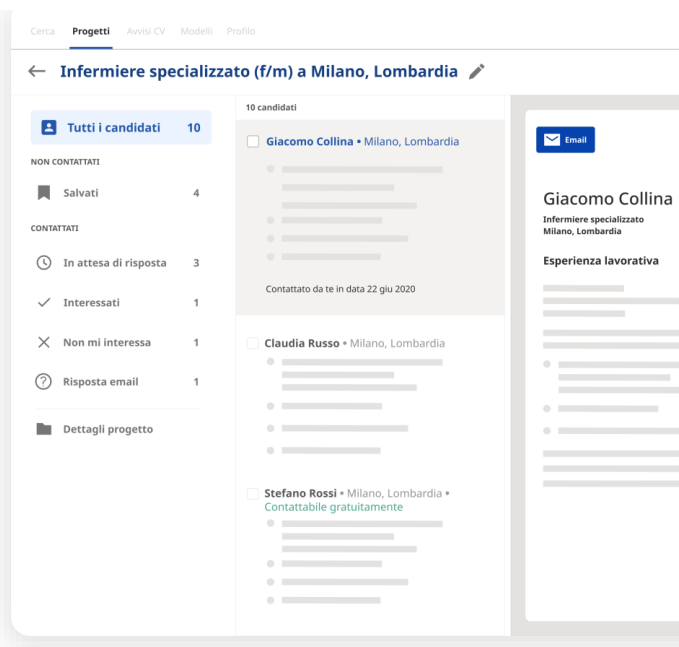 Cerca Progetti Avvisi CV Modelli Profilo
Infermiere specializzato (f/m) a Milano, Lombardia
Tutti i candidati 10
NON CONTATTATI
Salvati 4
CONTATTATI
In attesa di risposta 3
Interessati 1
Non mi interessa 1
Risposta email 1
Dettagli progetto
10 candidati
Giacomo Collina • Milano, Lombardia
Contattato da te in data 22 giu 2020
Claudia Russo • Milano, Lombardia
Stefano Rossi • Milano, Lombardia •
Contattabile gratuitamente
Email
Giacomo Collina
Infermiere specializzato
Milano, Lombardia
Esperienza lavorativa